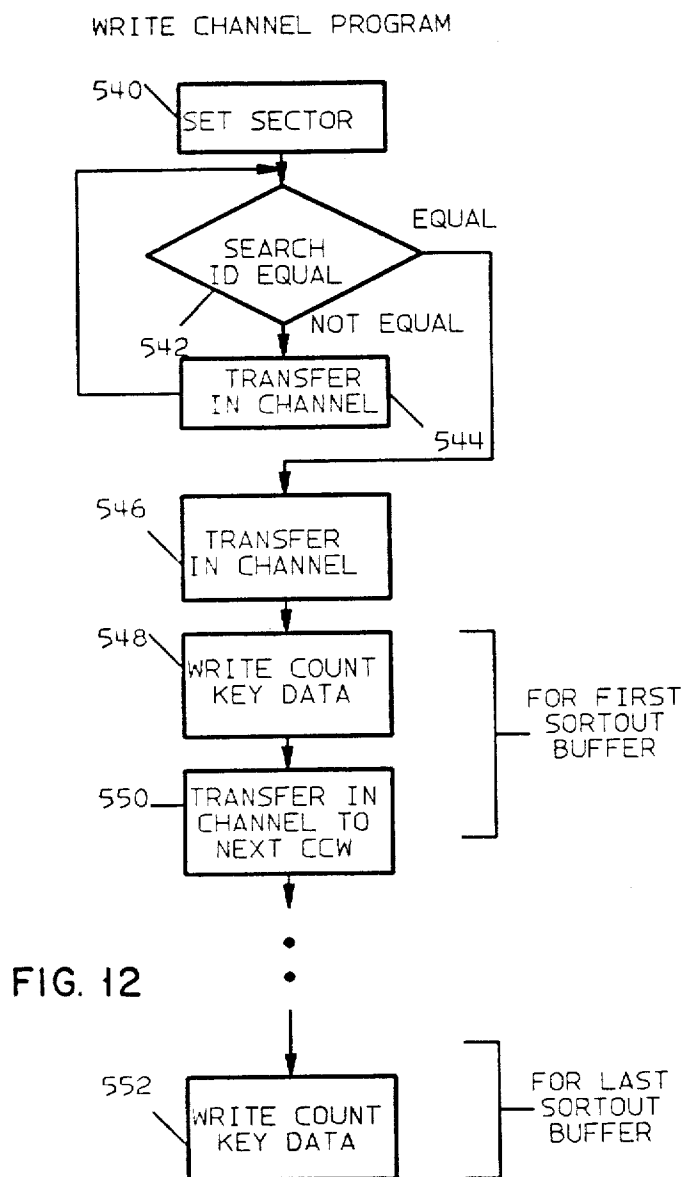 WRITE CHANNEL PROGRAM
540
SET SECTOR
EQUAL
SEARCH
ID EQUAL
NOT EQUAL
542
TRANSFER
IN CHANNEL
544
546
TRANSFER
IN CHANNEL
548
WRITE COUNT
KEY DATA
FOR FIRST
SORTOUT
BUFFER
550
TRANSFER IN
CHANNEL TO
NEXT CCW
FIG. 12
552
WRITE COUNT
KEY DATA
FOR LAST
SORTOUT
BUFFER